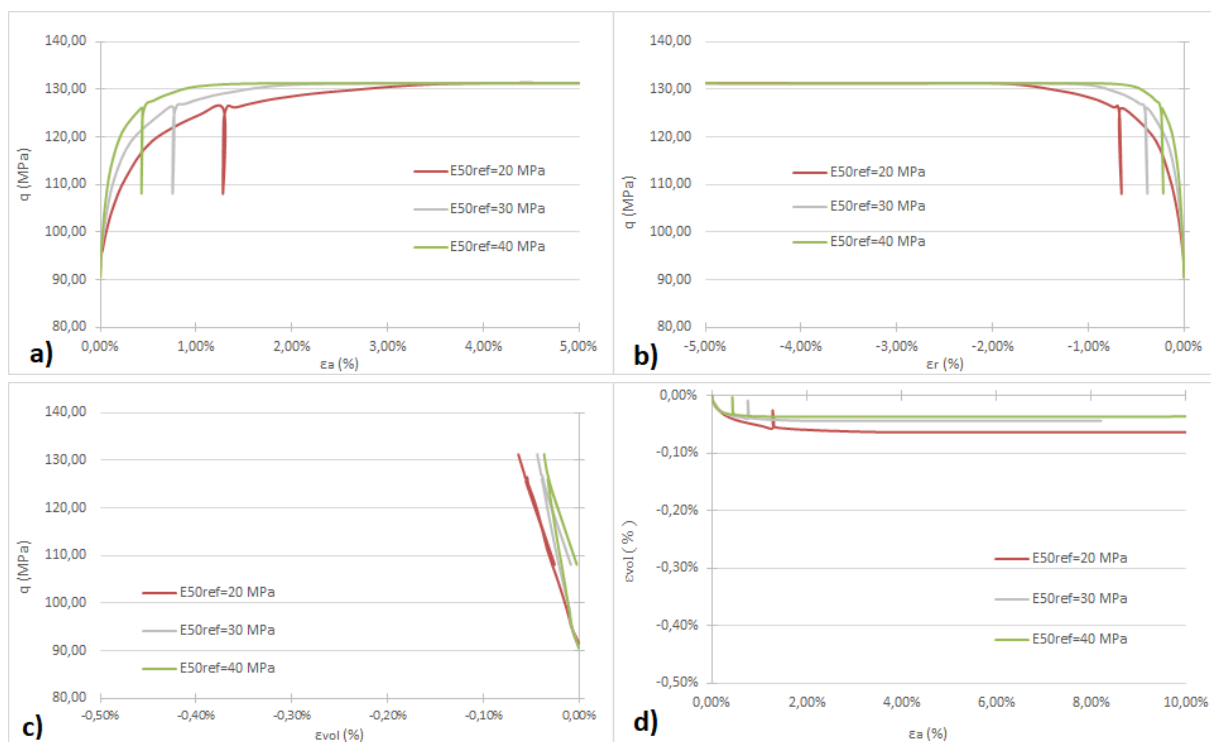 140,00
130,00
120,00
110,00
100,00
90,00
80,00
q (MPa)
E50ref=20 MPa
E50ref=30 MPa
E50ref=40 MPa
0,00% 1,00% 2,00% 3,00% 4,00% 5,00%
εa (%)
a)
140,00
130,00
120,00
110,00
100,00
90,00
80,00
q (MPa)
E50ref=20 MPa
E50ref=30 MPa
E50ref=40 MPa
-5,00% -4,00% -3,00% -2,00% -1,00% 0,00%
εr (%)
b)
140,00
130,00
120,00
110,00
100,00
90,00
80,00
q (MPa)
E50ref=20 MPa
E50ref=30 MPa
E50ref=40 MPa
-0,50% -0,40% -0,30% -0,20% -0,10% 0,00%
εvol (%)
c)
0,00%
-0,10%
-0,20%
-0,30%
-0,40%
-0,50%
εvol (%)
E50ref=20 MPa
E50ref=30 MPa
E50ref=40 MPa
0,00% 2,00% 4,00% 6,00% 8,00% 10,00%
εa (%)
d)